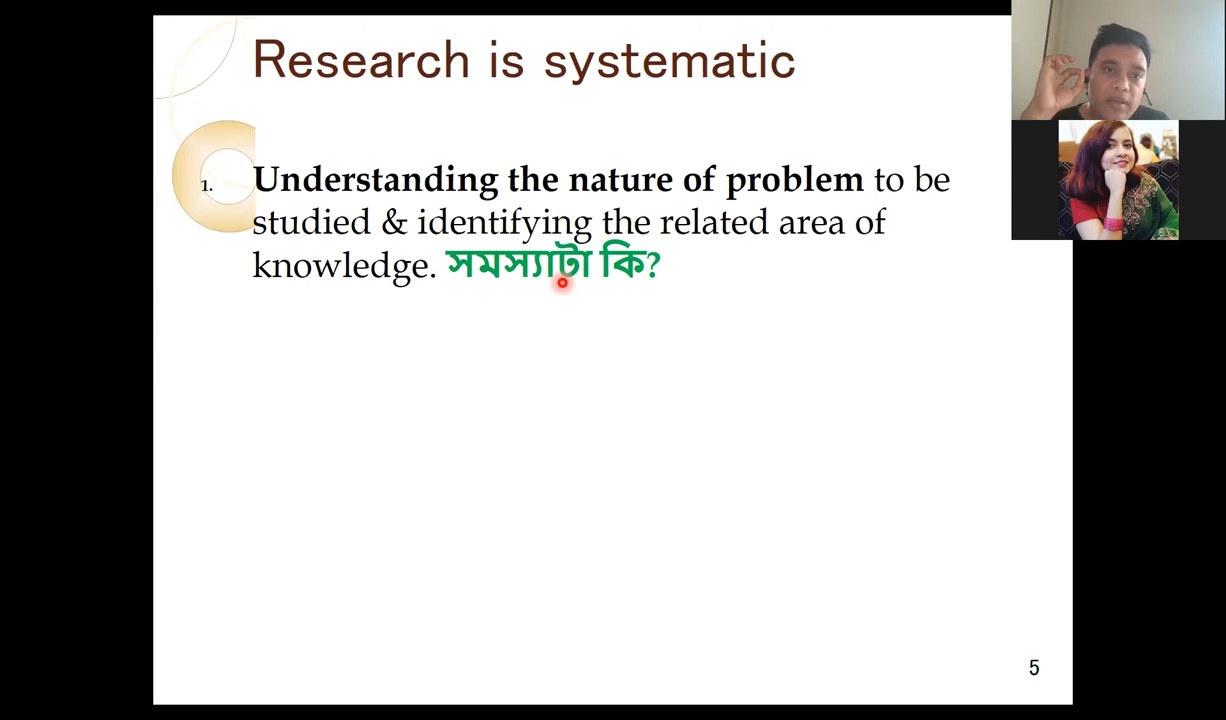 Research is systematic
1. Understanding the nature of problem to be
studied & identifying the related area of
knowledge. সমস্যাটা কি?
5